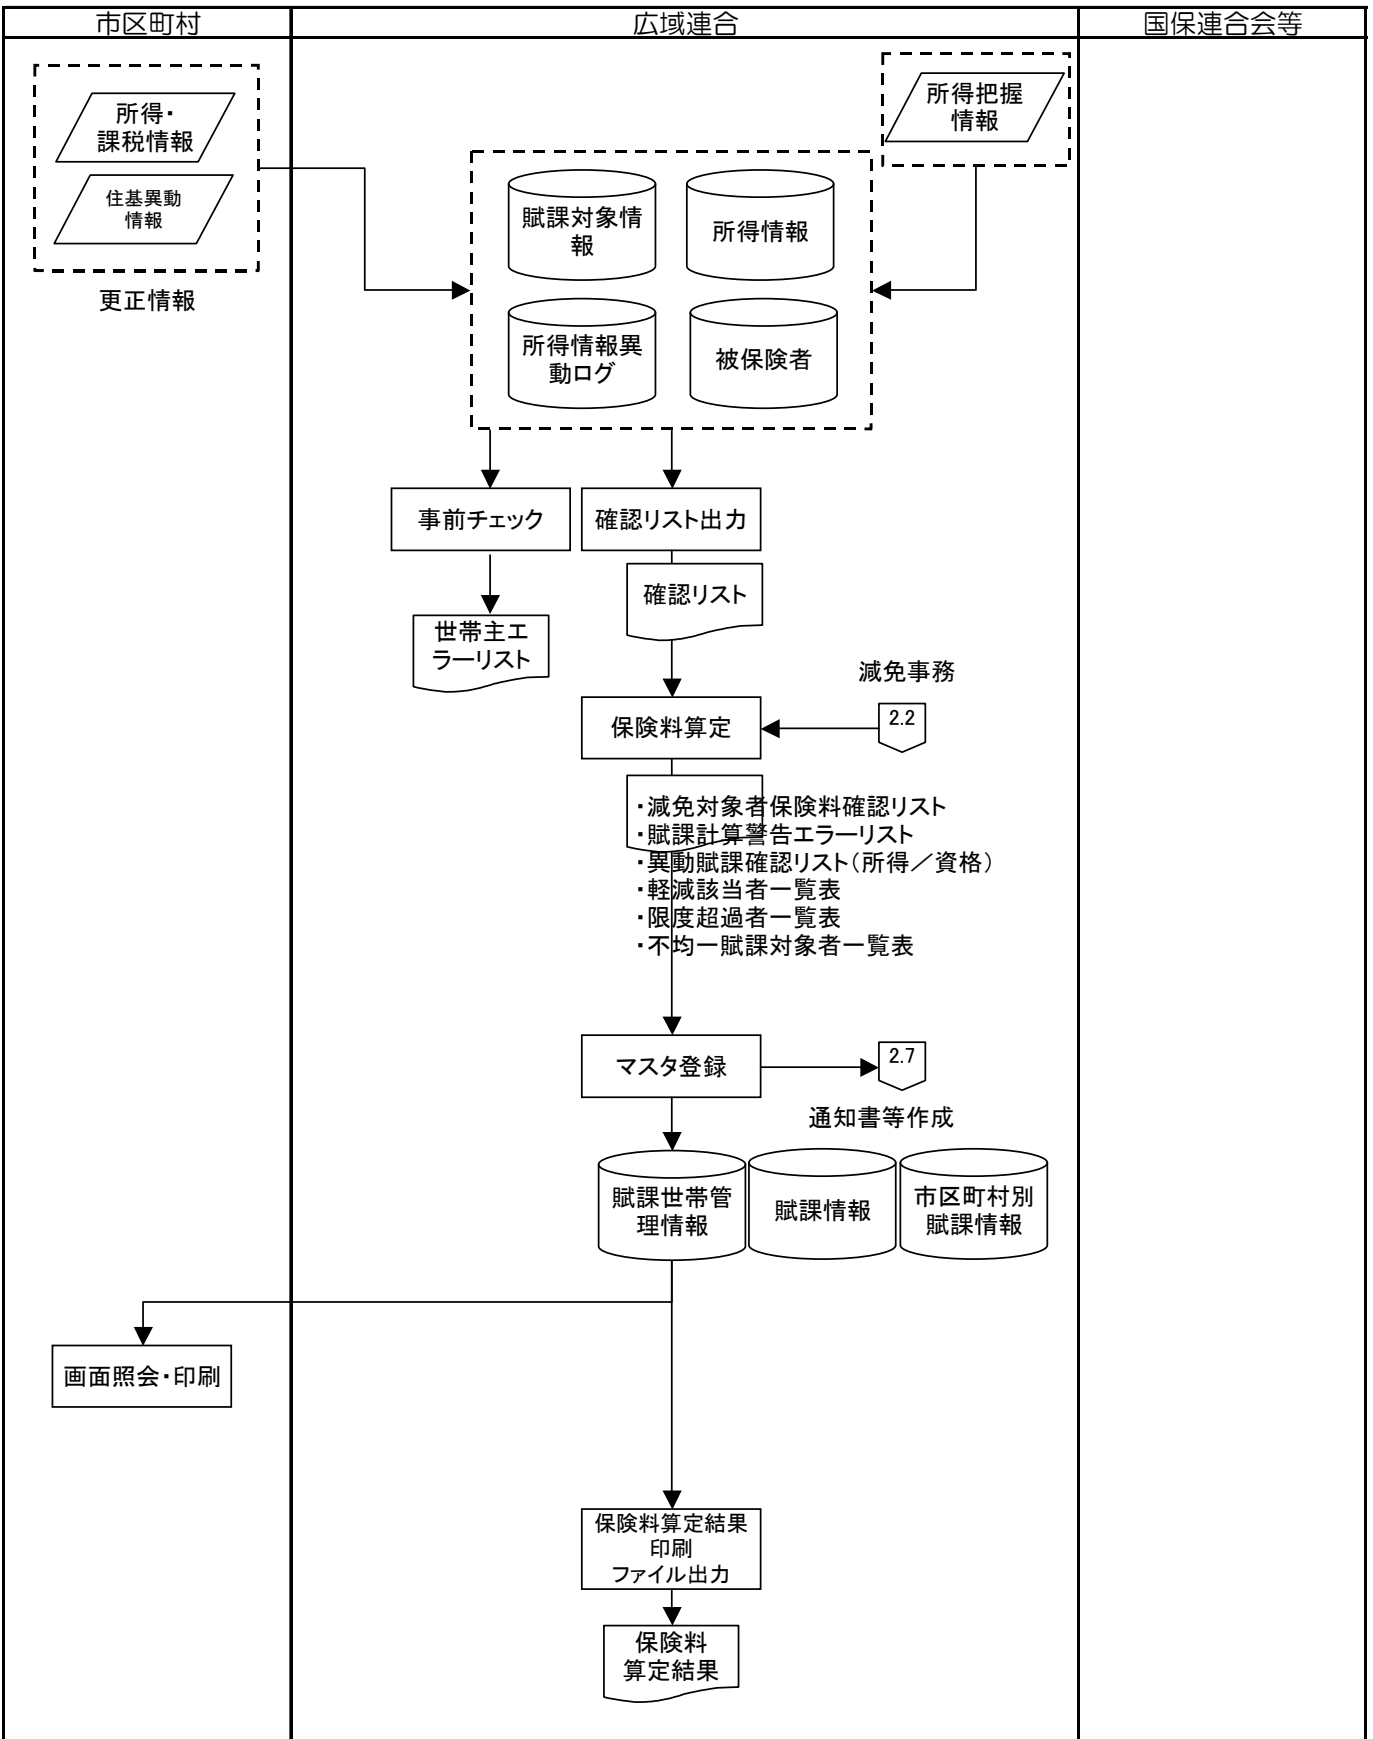 市区町村
広域連合
国保連合会等
所得・
課税情報
住基異動
情報
更正情報
所得把握
情報
賦課対象情
報
所得情報
所得情報異
動ログ
被保険者
事前チェック
確認リスト出力
確認リスト
世帯主エ
ラーリスト
減免事務
保険料算定
2.2
・減免対象者保険料確認リスト
・賦課計算警告エラーリスト
・異動賦課確認リスト（所得／資格）
・軽減該当者一覧表
・限度超過者一覧表
・不均一賦課対象者一覧表
マスタ登録
2.7
通知書等作成
賦課世帯管
理情報
賦課情報
市区町村別
賦課情報
画面照会・印刷
保険料算定結果
印刷
ファイル出力
保険料
算定結果